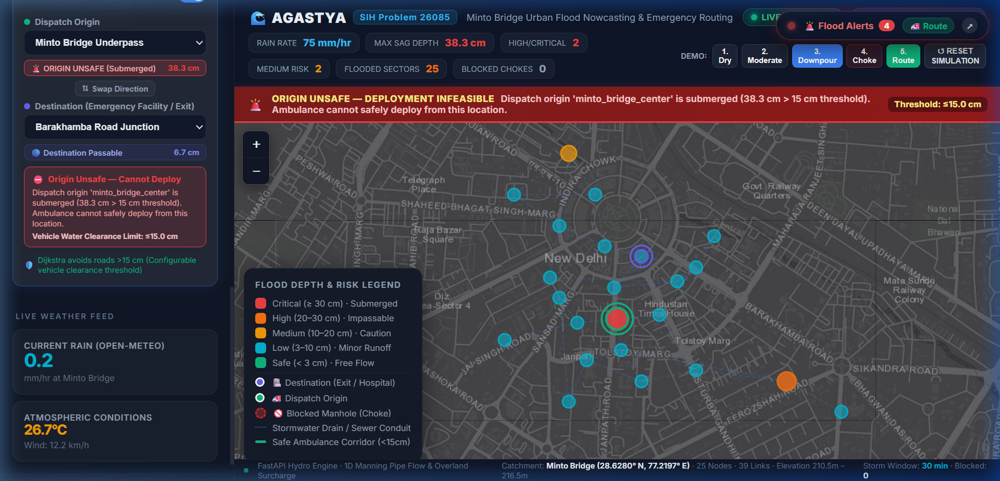 Dispatch Origin
Minto Bridge Underpass
ORIGIN UNSAFE (Submerged) 38.3 cm
⇅ Swap Direction
Destination (Emergency Facility / Exit)
Barakhamba Road Junction
Destination Passable 6.7 cm
Origin Unsafe — Cannot Deploy
Dispatch origin 'minto_bridge_center' is
submerged (38.3 cm > 15 cm threshold).
Ambulance cannot safely deploy from this
location.
Vehicle Water Clearance Limit: ≤15.0 cm
Dijkstra avoids roads >15 cm (Configurable
vehicle clearance threshold)
LIVE WEATHER FEED
CURRENT RAIN (OPEN-METEO)
0.2
mm/hr at Minto Bridge
ATMOSPHERIC CONDITIONS
26.7°C
Wind: 12.2 km/h
AGASTYA
SIH Problem 26085
Minto Bridge Urban Flood Nowcasting & Emergency Routing
LIVE
Flood Alerts 4
Route
↗
RAIN RATE 75 mm/hr
MAX SAG DEPTH 38.3 cm
HIGH/CRITICAL 2
MEDIUM RISK 2
FLOODED SECTORS 25
BLOCKED CHOKES 0
DEMO:
1.
Dry
2.
Moderate
3.
Downpour
4.
Choke
5.
Route
↺ RESET
SIMULATION
ORIGIN UNSAFE — DEPLOYMENT INFEASIBLE Dispatch origin 'minto_bridge_center' is submerged (38.3 cm > 15 cm threshold).
Ambulance cannot safely deploy from this location.
Threshold: ≤15.0 cm
+
−
PESHWA ROAD
Telegraph
Place
INDIRA CHOWK
SHAHEED BHAGAT SINGH MARG
Raja Bazar
Square
New Delhi
Central
Govt. Railway
Quarters
MAHARAJA RANJEET SINGH
DEEN DAYAL UPADHAYA MARG
National
Bal
Bhawan
Mata Sundri
Railway
Colony
Diz
ea-Sector 4
Hindustan
Times House
SANSAD MARG
JAI SINGH ROAD
Janpath
TOLSTOY MARG
Tolstoy Marg
BARAKHAMBA ROAD
SIKANDRA ROAD
ASHOKA ROAD
JANPATH ROAD
FEROZSHAH ROAD
BHAGWAN DAS ROAD
FLOOD DEPTH & RISK LEGEND
Critical (≥ 30 cm) · Submerged
High (20–30 cm) · Impassable
Medium (10–20 cm) · Caution
Low (3–10 cm) · Minor Runoff
Safe (< 3 cm) · Free Flow
Destination (Exit / Hospital)
Dispatch Origin
Blocked Manhole (Choke)
Stormwater Drain / Sewer Conduit
Safe Ambulance Corridor (<15cm)
FastAPI Hydro Engine · 1D Manning Pipe Flow & Overland
Surcharge
Catchment: Minto Bridge (28.6280° N, 77.2197° E) · 25 Nodes · 39 Links · Elevation 210.5m –
216.5m
Storm Window: 30 min · Blocked:
0